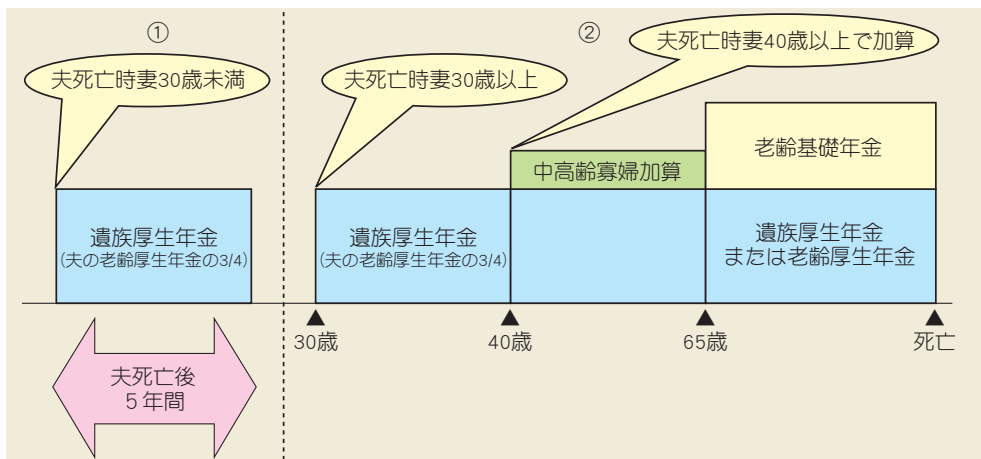 ①
夫死亡時妻30歳未満
遺族厚生年金
(夫の老齢厚生年金の3/4)
夫死亡後
5年間
②
夫死亡時妻30歳以上
夫死亡時妻40歳以上で加算
遺族厚生年金
(夫の老齢厚生年金の3/4)
中高齢寡婦加算
老齢基礎年金
遺族厚生年金
または老齢厚生年金
30歳
40歳
65歳
死亡